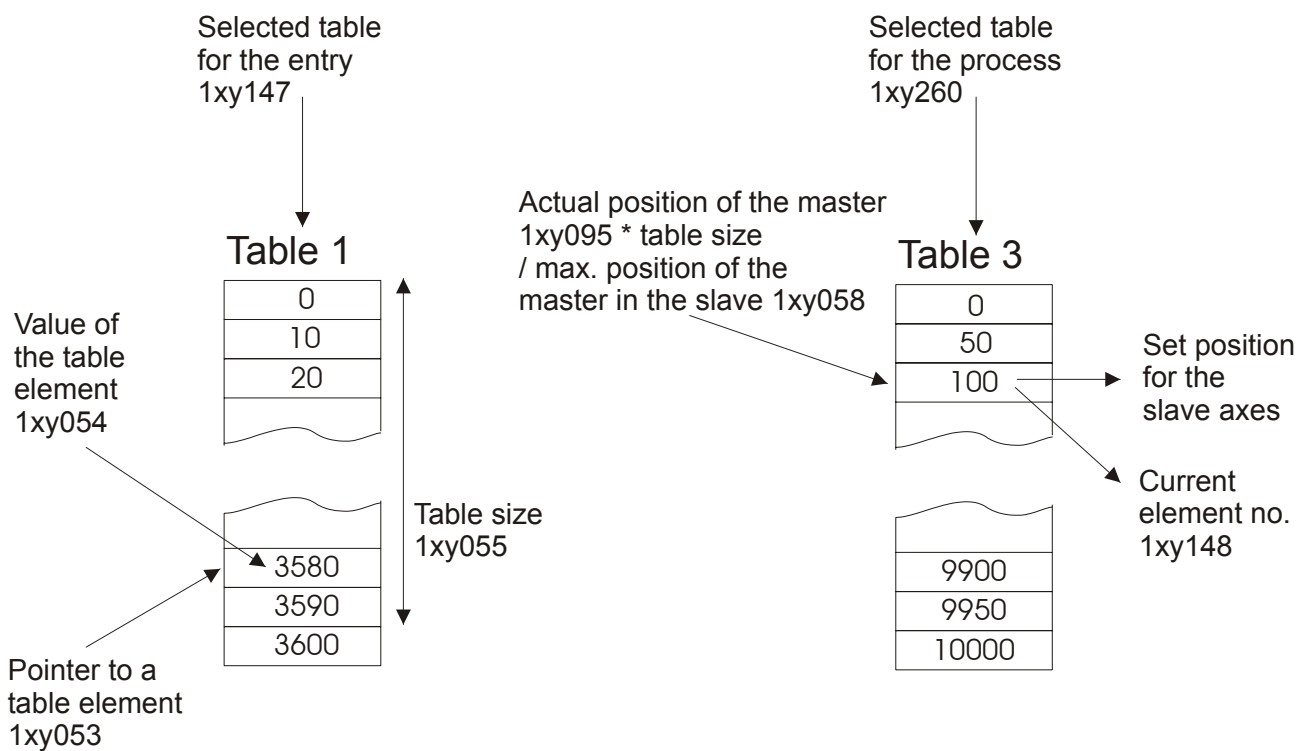 Selected table
for the entry
1xy147
Selected table
for the process
1xy260
Actual position of the master
1xy095 * table size
/ max. position of the
master in the slave 1xy058
Table 1
0
10
20
3580
3590
3600
Value of
the table
element
1xy054
Table size
1xy055
Pointer to a
table element
1xy053
Table 3
0
50
100
9900
9950
10000
Set position
for the
slave axes
Current
element no.
1xy148